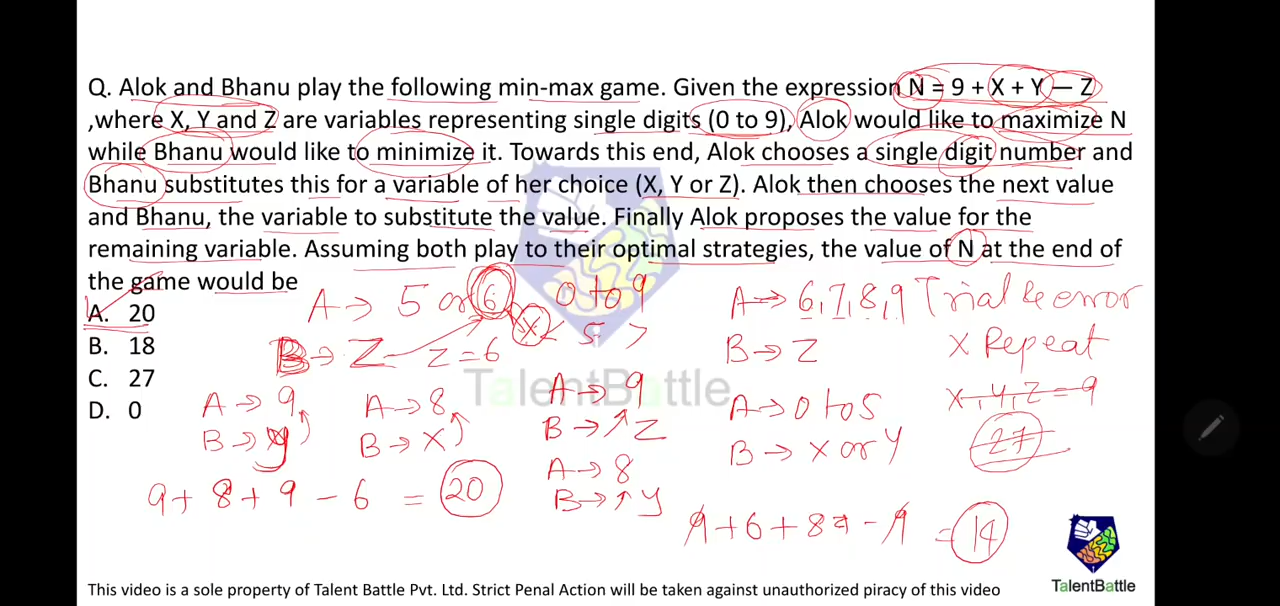 Q. Alok and Bhanu play the following min-max game. Given the expression N = 9 + X + Y — Z
,where X, Y and Z are variables representing single digits (0 to 9), Alok would like to maximize N
while Bhanu would like to minimize it. Towards this end, Alok chooses a single digit number and
Bhanu substitutes this for a variable of her choice (X, Y or Z). Alok then chooses the next value
and Bhanu, the variable to substitute the value. Finally Alok proposes the value for the
remaining variable. Assuming both play to their optimal strategies, the value of N at the end of
the game would be
A. 20
B. 18
C. 27
D. 0
A → 5 or 6
0 to 9
X < 5 >
B → Z
Z = 6
A → 9
B → y
A → 8
B → X
9 + 8 + 9 - 6 = 20
A → 9
B → Z
A → 8
B → Y
A → 6, 7, 8, 9
B → Z
A → 0 to 5
B → X or Y
Trial & error
X Repeat
X, Y, Z = 9
27
9 + 6 + 8 - 9 = 14
TalentBattle
TalentBattle
This video is a sole property of Talent Battle Pvt. Ltd. Strict Penal Action will be taken against unauthorized piracy of this video